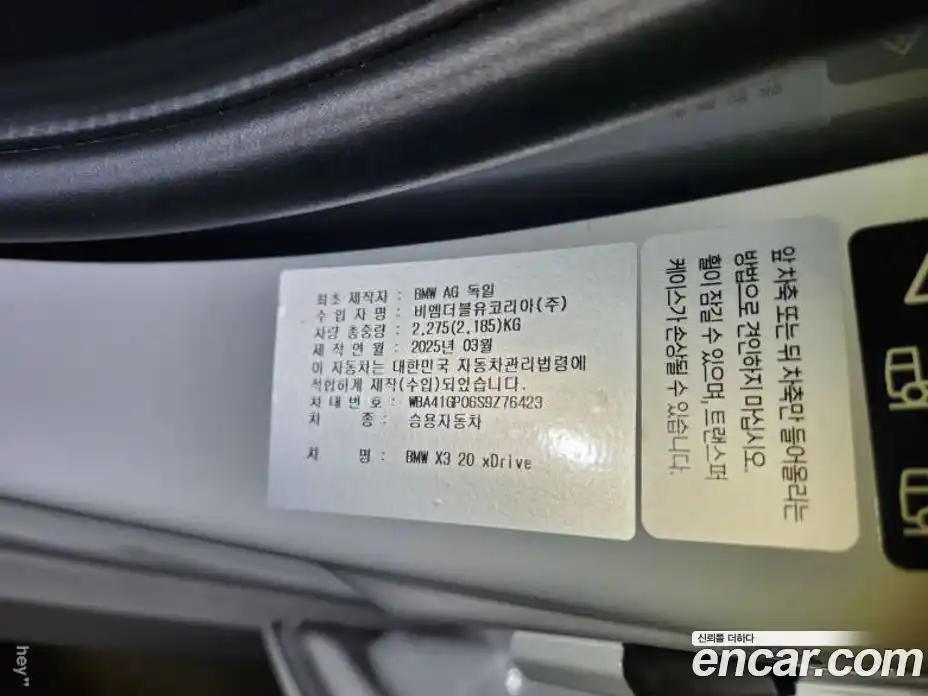 최초 제작자 : BMW AG 독일
수 입 자 명 : 비엠더블유코리아(주)
차량 총중량 : 2,275(2,185)KG
제 작 연 월 : 2025년 03월
이 자동차는 대한민국 자동차관리법령에
적합하게 제작(수입)되었습니다.
차 대 번 호 : WBA41GP06S9Z76423
차 종 : 승용자동차
차 명 : BMW X3 20 xDrive
앞 차축 또는 뒤 차축만 들어올리는
방법으로 견인하지 마십시오.
휠이 잠길 수 있으며, 트랜스퍼
케이스가 손상될 수 있습니다.
신뢰를 더하다
encar.com
hey"